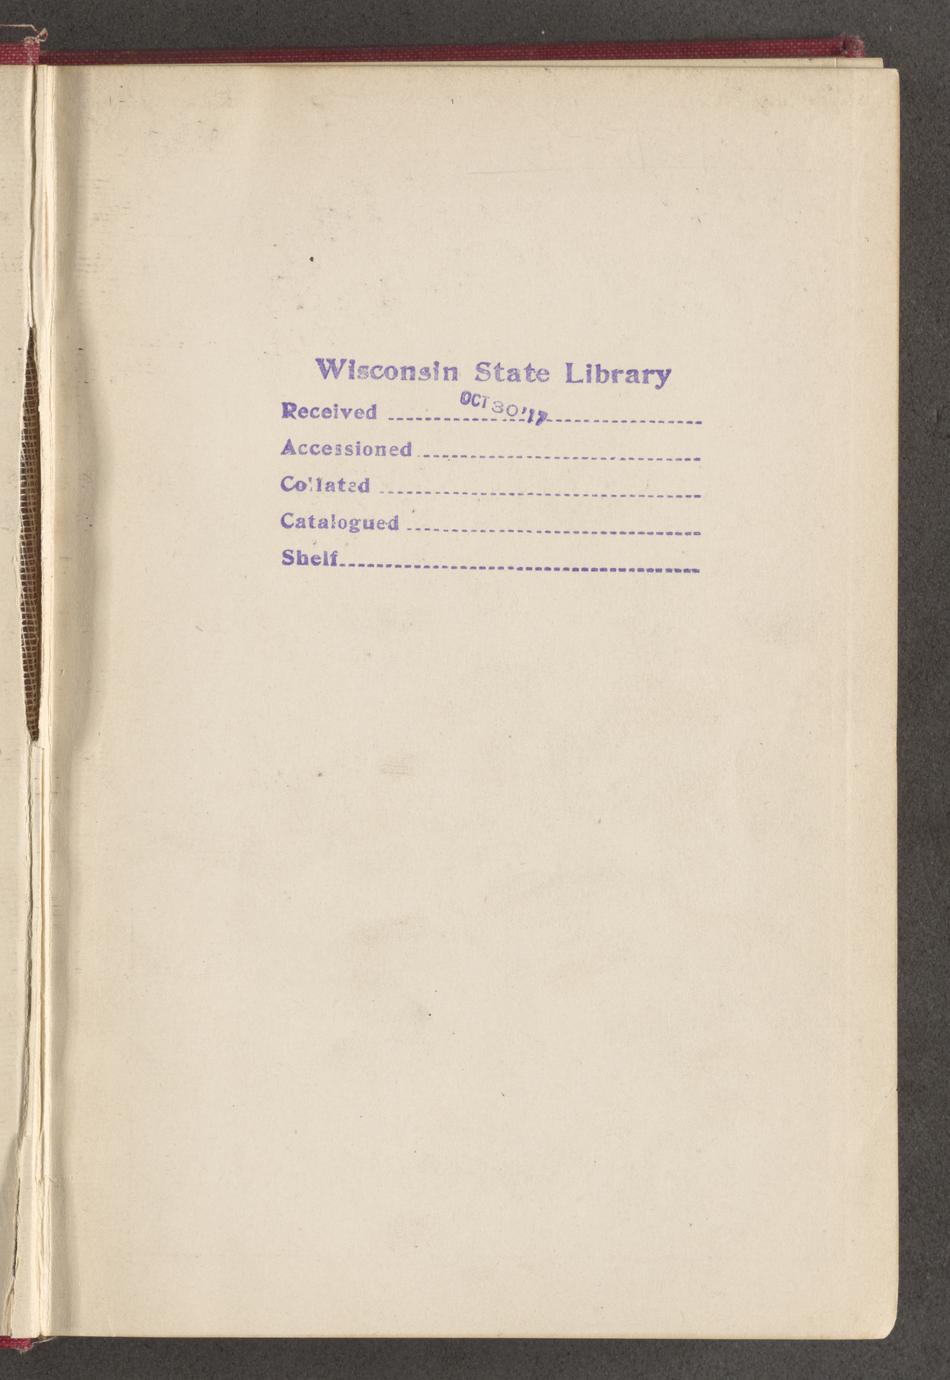 Wisconsin State Library
Received OCT 30 '17
Accessioned
Collated
Catalogued
Shelf